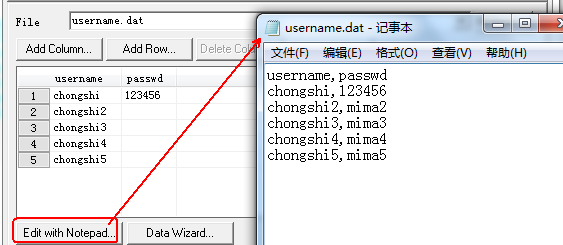 File username.dat
Add Column... Add Row... Delete Col
username passwd
1 chongshi 123456
2 chongshi2
3 chongshi3
4 chongshi4
5 chongshi5
Edit with Notepad... Data Wizard...
username.dat - 记事本
文件(F) 编辑(E) 格式(O) 查看(V) 帮助(H)
username,passwd
chongshi,123456
chongshi2,mima2
chongshi3,mima3
chongshi4,mima4
chongshi5,mima5